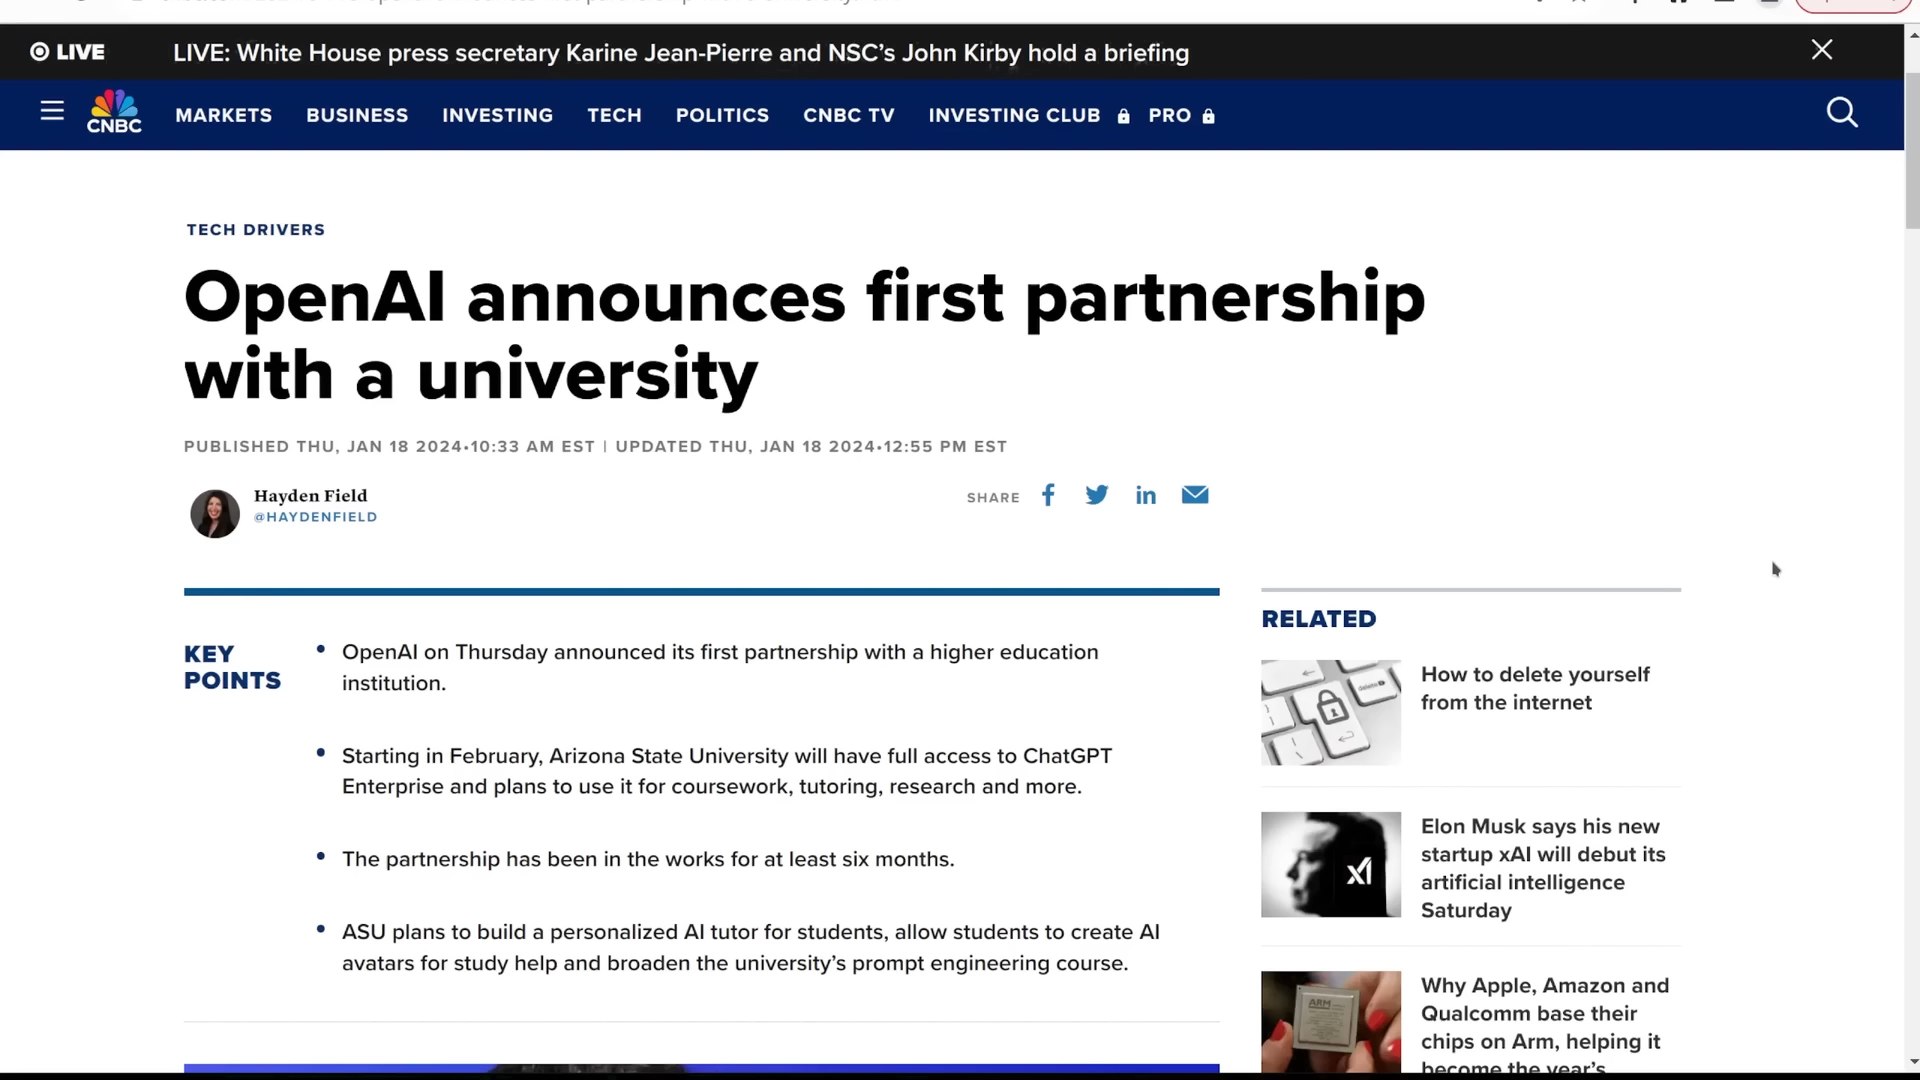 LIVE
LIVE: White House press secretary Karine Jean-Pierre and NSC’s John Kirby hold a briefing
CNBC
MARKETS BUSINESS INVESTING TECH POLITICS CNBC TV INVESTING CLUB PRO
TECH DRIVERS
OpenAI announces first partnership
with a university
PUBLISHED THU, JAN 18 2024•10:33 AM EST | UPDATED THU, JAN 18 2024•12:55 PM EST
Hayden Field
@HAYDENFIELD
SHARE
KEY
POINTS
• OpenAI on Thursday announced its first partnership with a higher education
institution.
• Starting in February, Arizona State University will have full access to ChatGPT
Enterprise and plans to use it for coursework, tutoring, research and more.
• The partnership has been in the works for at least six months.
• ASU plans to build a personalized AI tutor for students, allow students to create AI
avatars for study help and broaden the university’s prompt engineering course.
RELATED
How to delete yourself
from the internet
delete
Elon Musk says his new
startup xAI will debut its
artificial intelligence
Saturday
xI
Why Apple, Amazon and
Qualcomm base their
chips on Arm, helping it
become the year’s
ARM